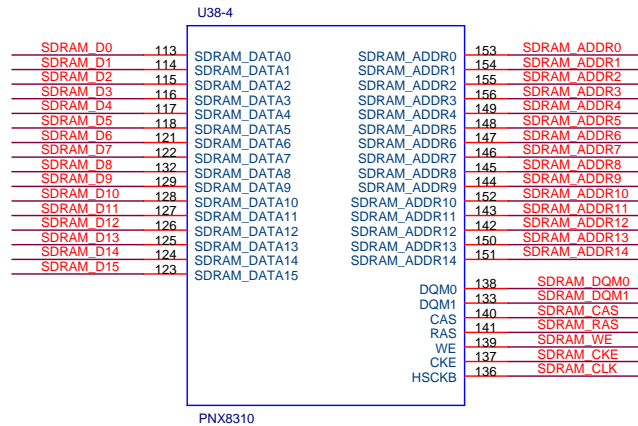 U38-4
SDRAM_D0 113 SDRAM_DATA0 SDRAM_ADDR0 153 SDRAM_ADDR0
SDRAM_D1 114 SDRAM_DATA1 SDRAM_ADDR1 154 SDRAM_ADDR1
SDRAM_D2 115 SDRAM_DATA2 SDRAM_ADDR2 155 SDRAM_ADDR2
SDRAM_D3 116 SDRAM_DATA3 SDRAM_ADDR3 156 SDRAM_ADDR3
SDRAM_D4 117 SDRAM_DATA4 SDRAM_ADDR4 149 SDRAM_ADDR4
SDRAM_D5 118 SDRAM_DATA5 SDRAM_ADDR5 148 SDRAM_ADDR5
SDRAM_D6 121 SDRAM_DATA6 SDRAM_ADDR6 147 SDRAM_ADDR6
SDRAM_D7 122 SDRAM_DATA7 SDRAM_ADDR7 146 SDRAM_ADDR7
SDRAM_D8 132 SDRAM_DATA8 SDRAM_ADDR8 145 SDRAM_ADDR8
SDRAM_D9 129 SDRAM_DATA9 SDRAM_ADDR9 144 SDRAM_ADDR9
SDRAM_D10 128 SDRAM_DATA10 SDRAM_ADDR10 152 SDRAM_ADDR10
SDRAM_D11 127 SDRAM_DATA11 SDRAM_ADDR11 143 SDRAM_ADDR11
SDRAM_D12 126 SDRAM_DATA12 SDRAM_ADDR12 142 SDRAM_ADDR12
SDRAM_D13 125 SDRAM_DATA13 SDRAM_ADDR13 150 SDRAM_ADDR13
SDRAM_D14 124 SDRAM_DATA14 SDRAM_ADDR14 151 SDRAM_ADDR14
SDRAM_D15 123 SDRAM_DATA15
DQM0 138 SDRAM_DQM0
DQM1 133 SDRAM_DQM1
CAS 140 SDRAM_CAS
RAS 141 SDRAM_RAS
WE 139 SDRAM_WE
CKE 137 SDRAM_CKE
HSCKB 136 SDRAM_CLK
PNX8310